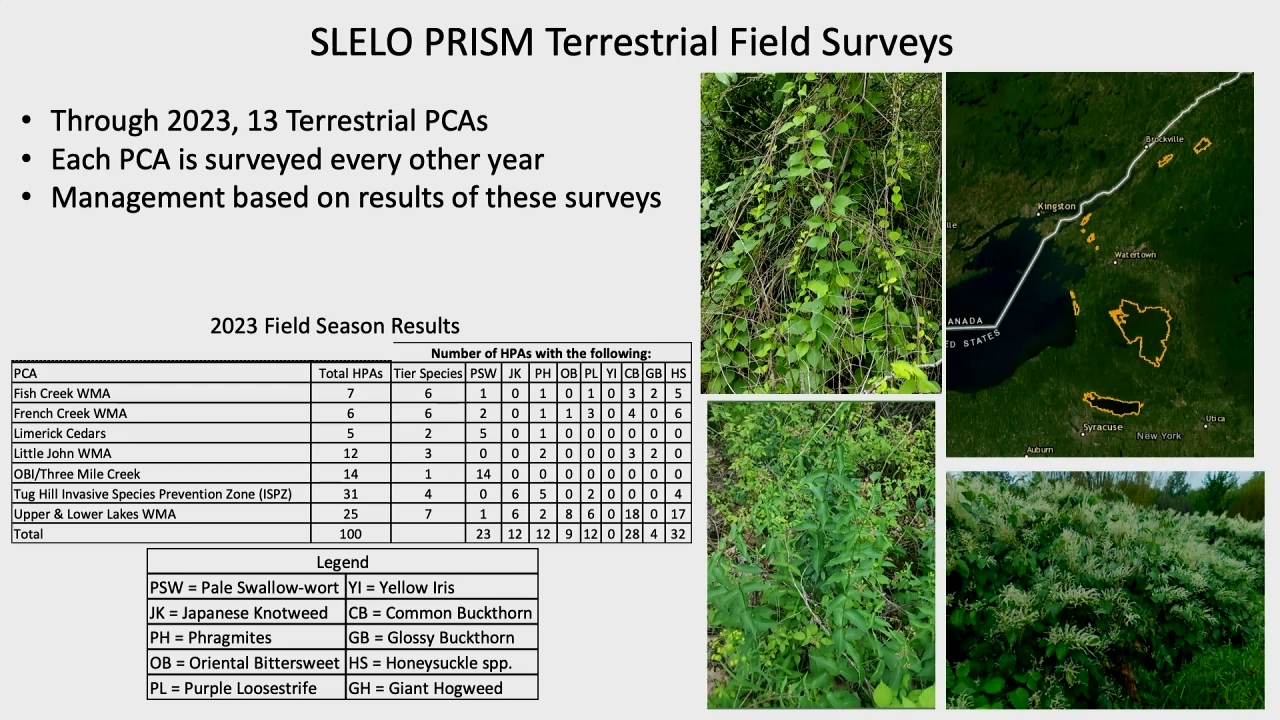 SLELO PRISM Terrestrial Field Surveys
• Through 2023, 13 Terrestrial PCAs
• Each PCA is surveyed every other year
• Management based on results of these surveys
2023 Field Season Results
Number of HPAs with the following:
PCA Total HPAs Tier Species PSW JK PH OB PL YI CB GB HS
Fish Creek WMA 7 6 1 0 1 0 1 0 3 2 5
French Creek WMA 6 6 2 0 1 1 3 0 4 0 6
Limerick Cedars 5 2 5 0 1 0 0 0 0 0 0
Little John WMA 12 3 0 0 2 0 0 0 3 2 0
OBI/Three Mile Creek 14 1 14 0 0 0 0 0 0 0 0
Tug Hill Invasive Species Prevention Zone (ISPZ) 31 4 0 6 5 0 2 0 0 0 4
Upper & Lower Lakes WMA 25 7 1 6 2 8 6 0 18 0 17
Total 100 23 12 12 9 12 0 28 4 32
Legend
PSW = Pale Swallow-wort YI = Yellow Iris
JK = Japanese Knotweed CB = Common Buckthorn
PH = Phragmites GB = Glossy Buckthorn
OB = Oriental Bittersweet HS = Honeysuckle spp.
PL = Purple Loosestrife GH = Giant Hogweed
Brockville
Kingston
lle
Watertown
ANADA
ED STATES
Utica
Syracuse
New York
Auburn